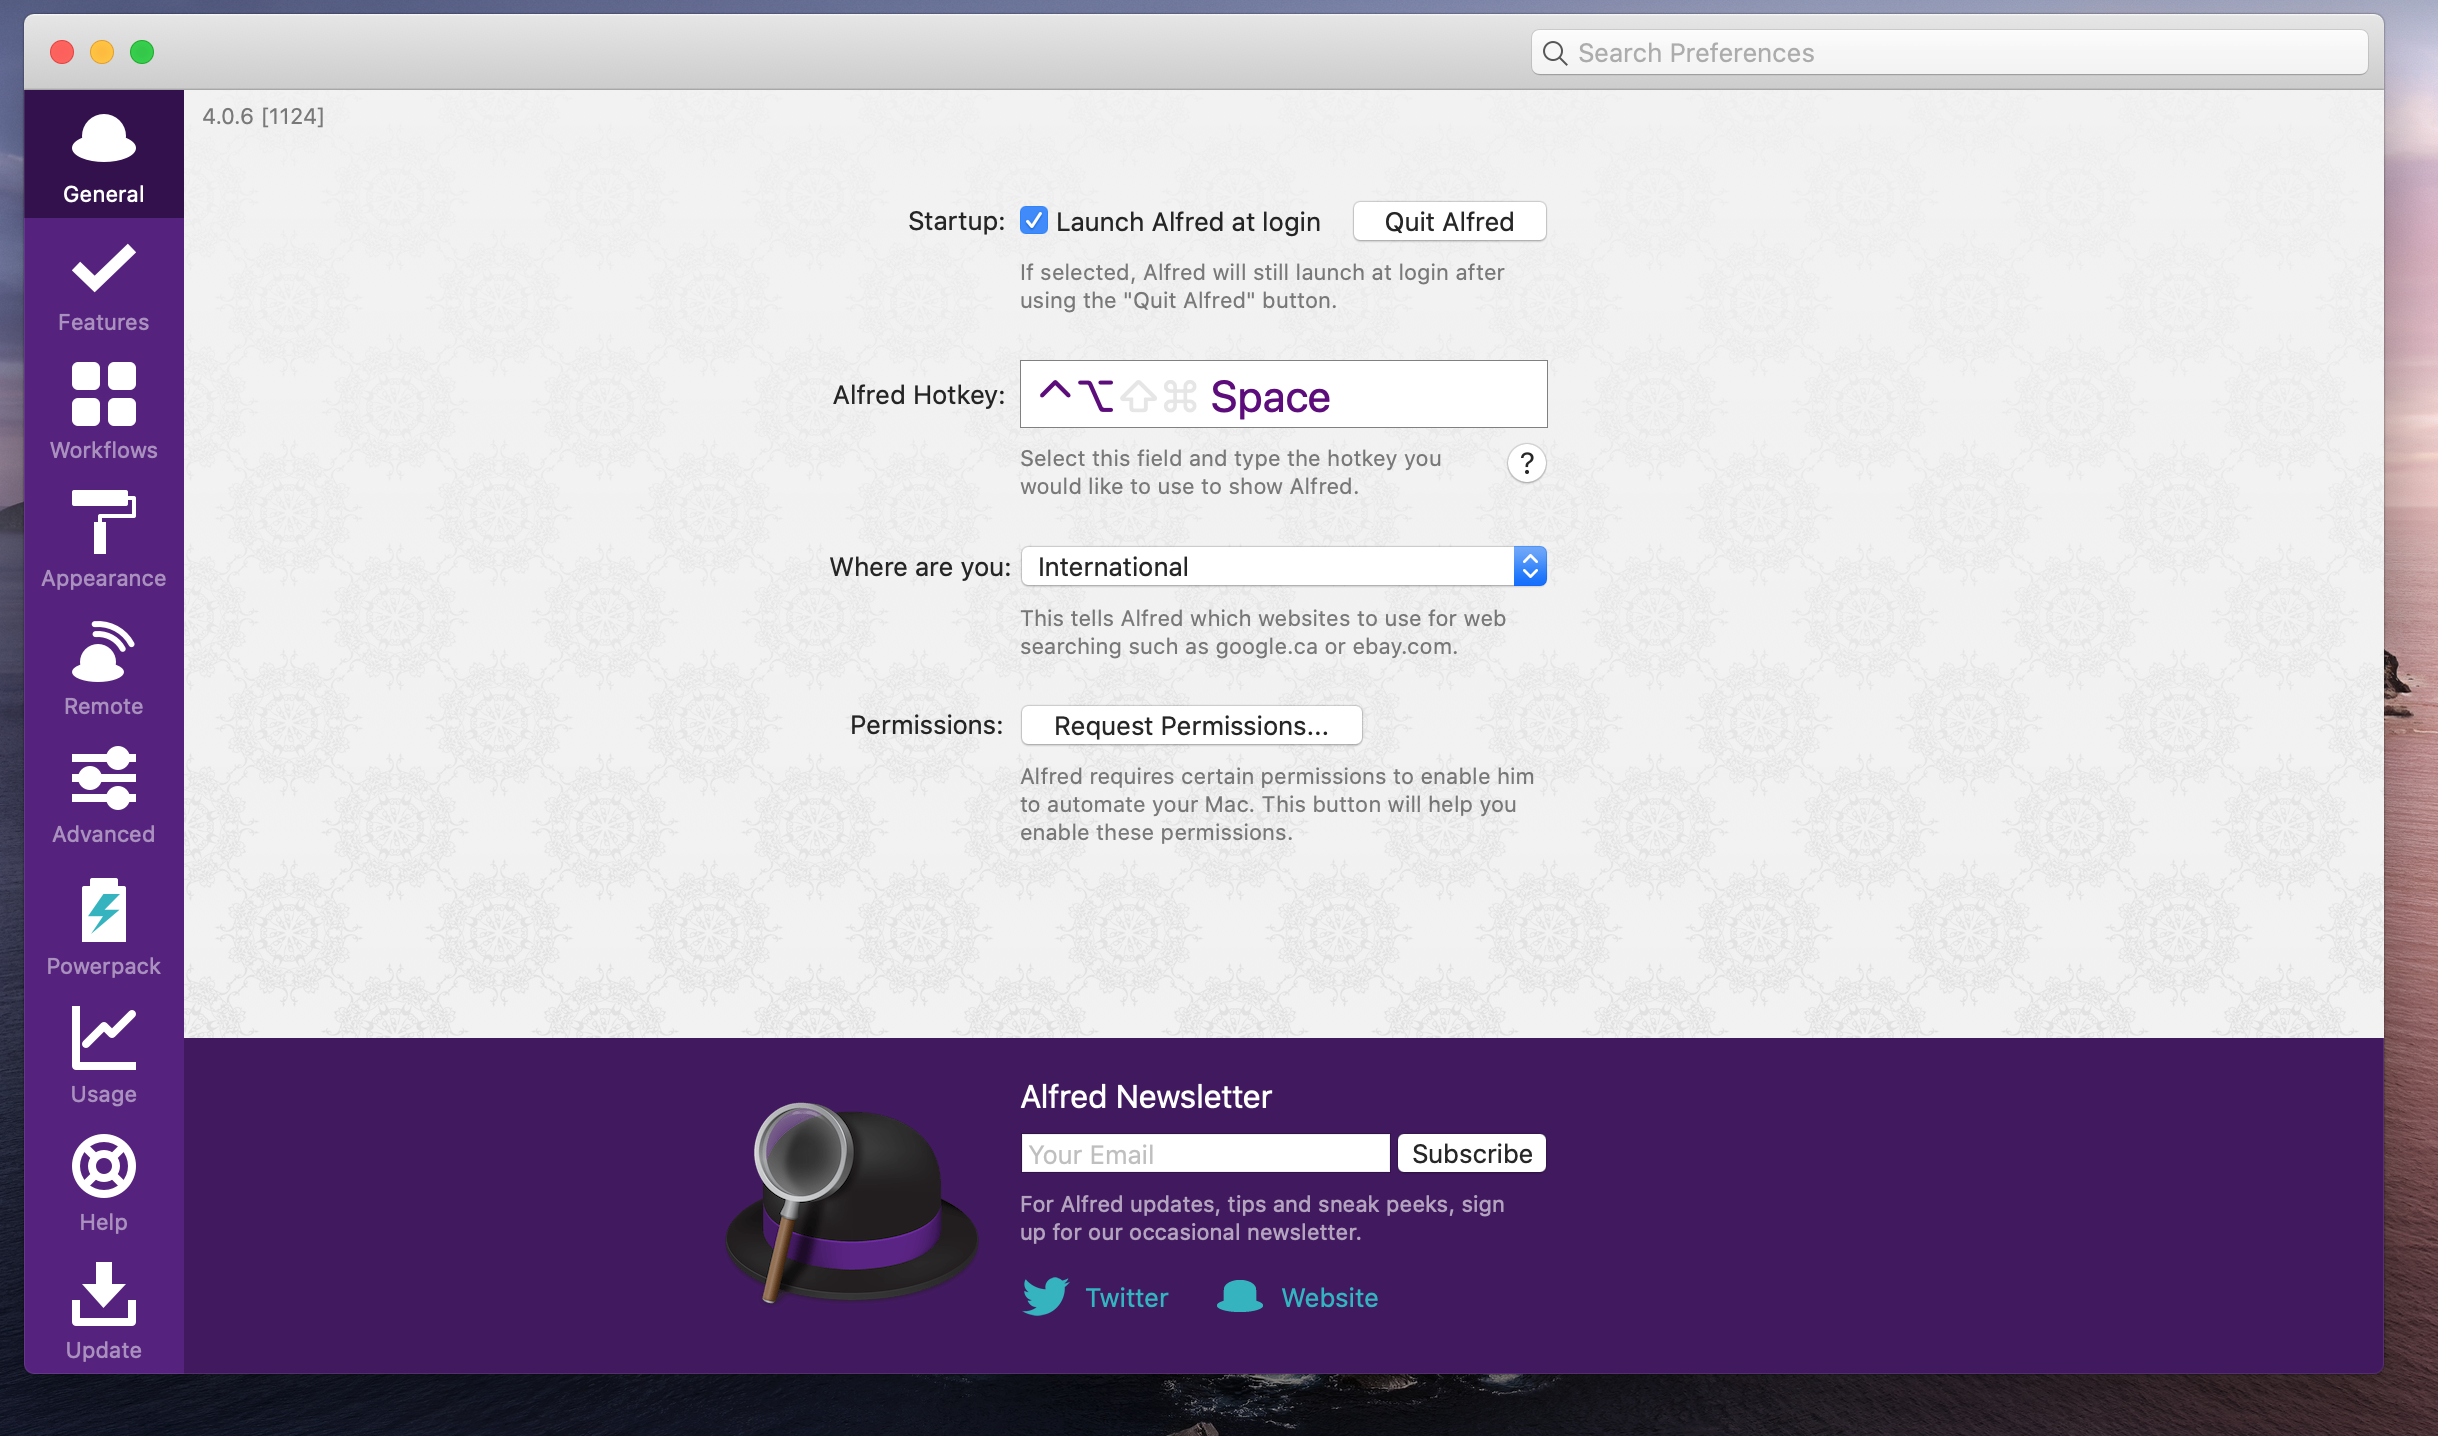 Search Preferences
4.0.6 [1124]
General
Features
Workflows
Appearance
Remote
Advanced
Powerpack
Usage
Help
Update
Startup: Launch Alfred at login Quit Alfred
If selected, Alfred will still launch at login after
using the "Quit Alfred" button.
Alfred Hotkey: ^⌥⇧⌘ Space
Select this field and type the hotkey you
would like to use to show Alfred.
?
Where are you: International
This tells Alfred which websites to use for web
searching such as google.ca or ebay.com.
Permissions: Request Permissions...
Alfred requires certain permissions to enable him
to automate your Mac. This button will help you
enable these permissions.
Alfred Newsletter
Your Email Subscribe
For Alfred updates, tips and sneak peeks, sign
up for our occasional newsletter.
Twitter Website